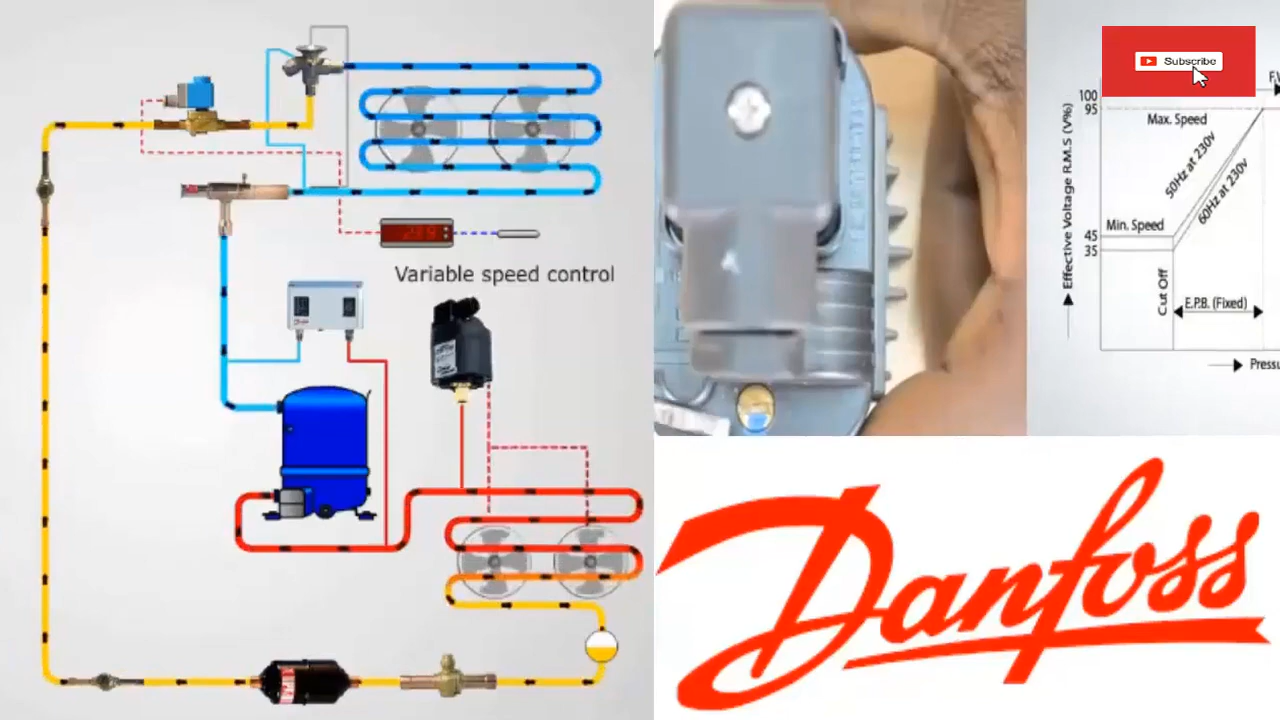 Variable speed control
Subscribe
100
95
45
35
Effective Voltage R.M.S (V%)
Max. Speed
50Hz at 230v
60Hz at 230v
Min. Speed
Cut Off
E.P.B. (Fixed)
Danfoss